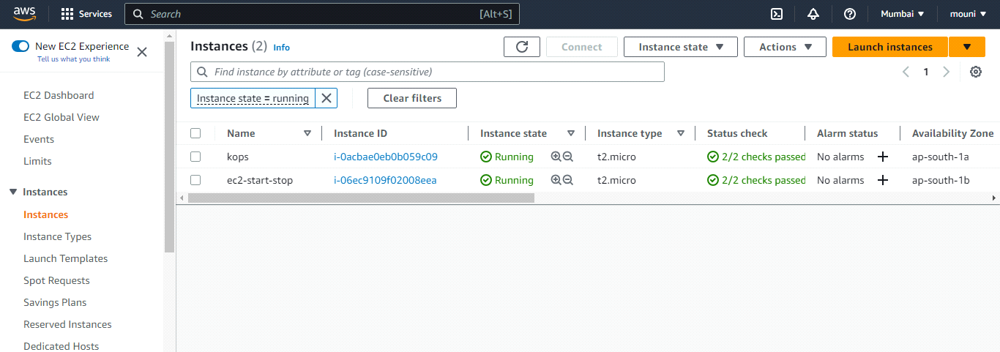 aws Services Search [Alt+S] Mumbai mouni
New EC2 Experience
Tell us what you think
EC2 Dashboard
EC2 Global View
Events
Limits
Instances
Instances
Instance Types
Launch Templates
Spot Requests
Savings Plans
Reserved Instances
Dedicated Hosts
Instances (2) Info Connect Instance state Actions Launch instances
Find instance by attribute or tag (case-sensitive) 1
Instance state = running Clear filters
Name Instance ID Instance state Instance type Status check Alarm status Availability Zone
kops i-0acbae0eb0b059c09 Running t2.micro 2/2 checks passed No alarms ap-south-1a
ec2-start-stop i-06ec9109f02008eea Running t2.micro 2/2 checks passed No alarms ap-south-1b